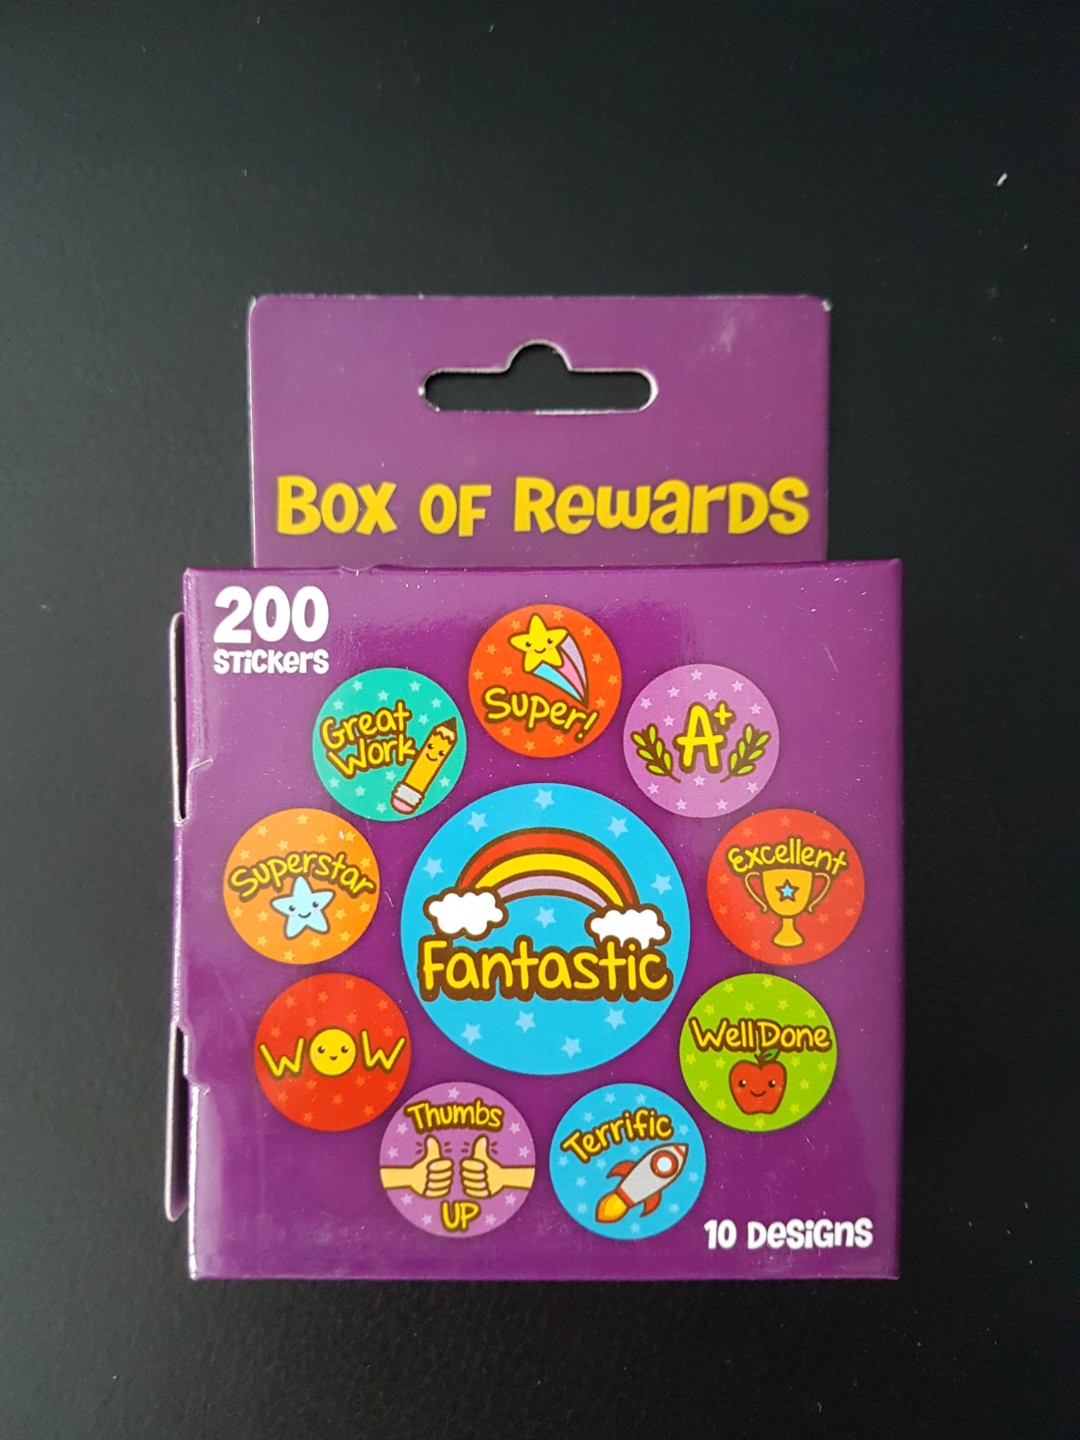 Box of Rewards
200
Stickers
Super!
Great
Work
A+
Superstar
Excellent
Fantastic
WOW
Well Done
Thumbs
UP
Terrific
10 Designs